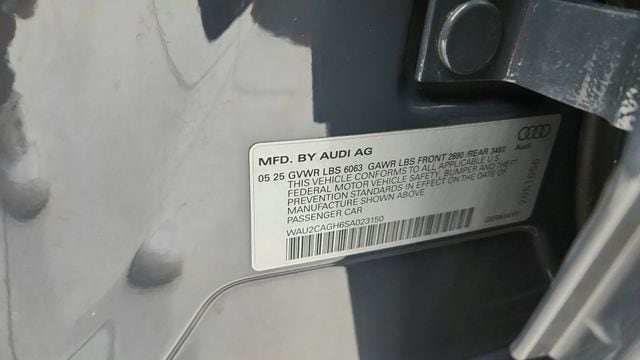 MFD. BY AUDI AG
05 25 GVWR LBS 6063 GAWR LBS FRONT 2690 /REAR 3483
THIS VEHICLE CONFORMS TO ALL APPLICABLE U.S.
FEDERAL MOTOR VEHICLE SAFETY, BUMPER, AND THEFT
PREVENTION STANDARDS IN EFFECT ON THE DATE OF
MANUFACTURE SHOWN ABOVE
PASSENGER CAR
WAU2CAGH6SA023150
GERMANY
Audi